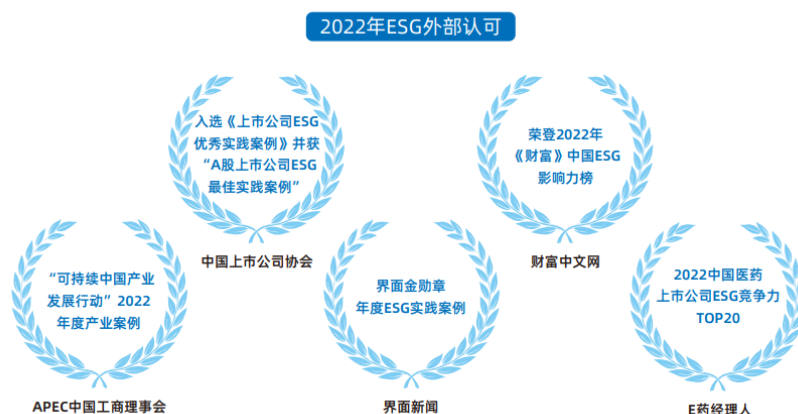 2022年ESG外部认可
入选《上市公司ESG
优秀实践案例》并获
“A股上市公司ESG
最佳实践案例”
中国上市公司协会
荣登2022年
《财富》中国ESG
影响力榜
财富中文网
“可持续中国产业
发展行动” 2022
年度产业案例
APEC中国工商理事会
界面金勋章
年度ESG实践案例
界面新闻
2022中国医药
上市公司ESG竞争力
TOP20
E药经理人